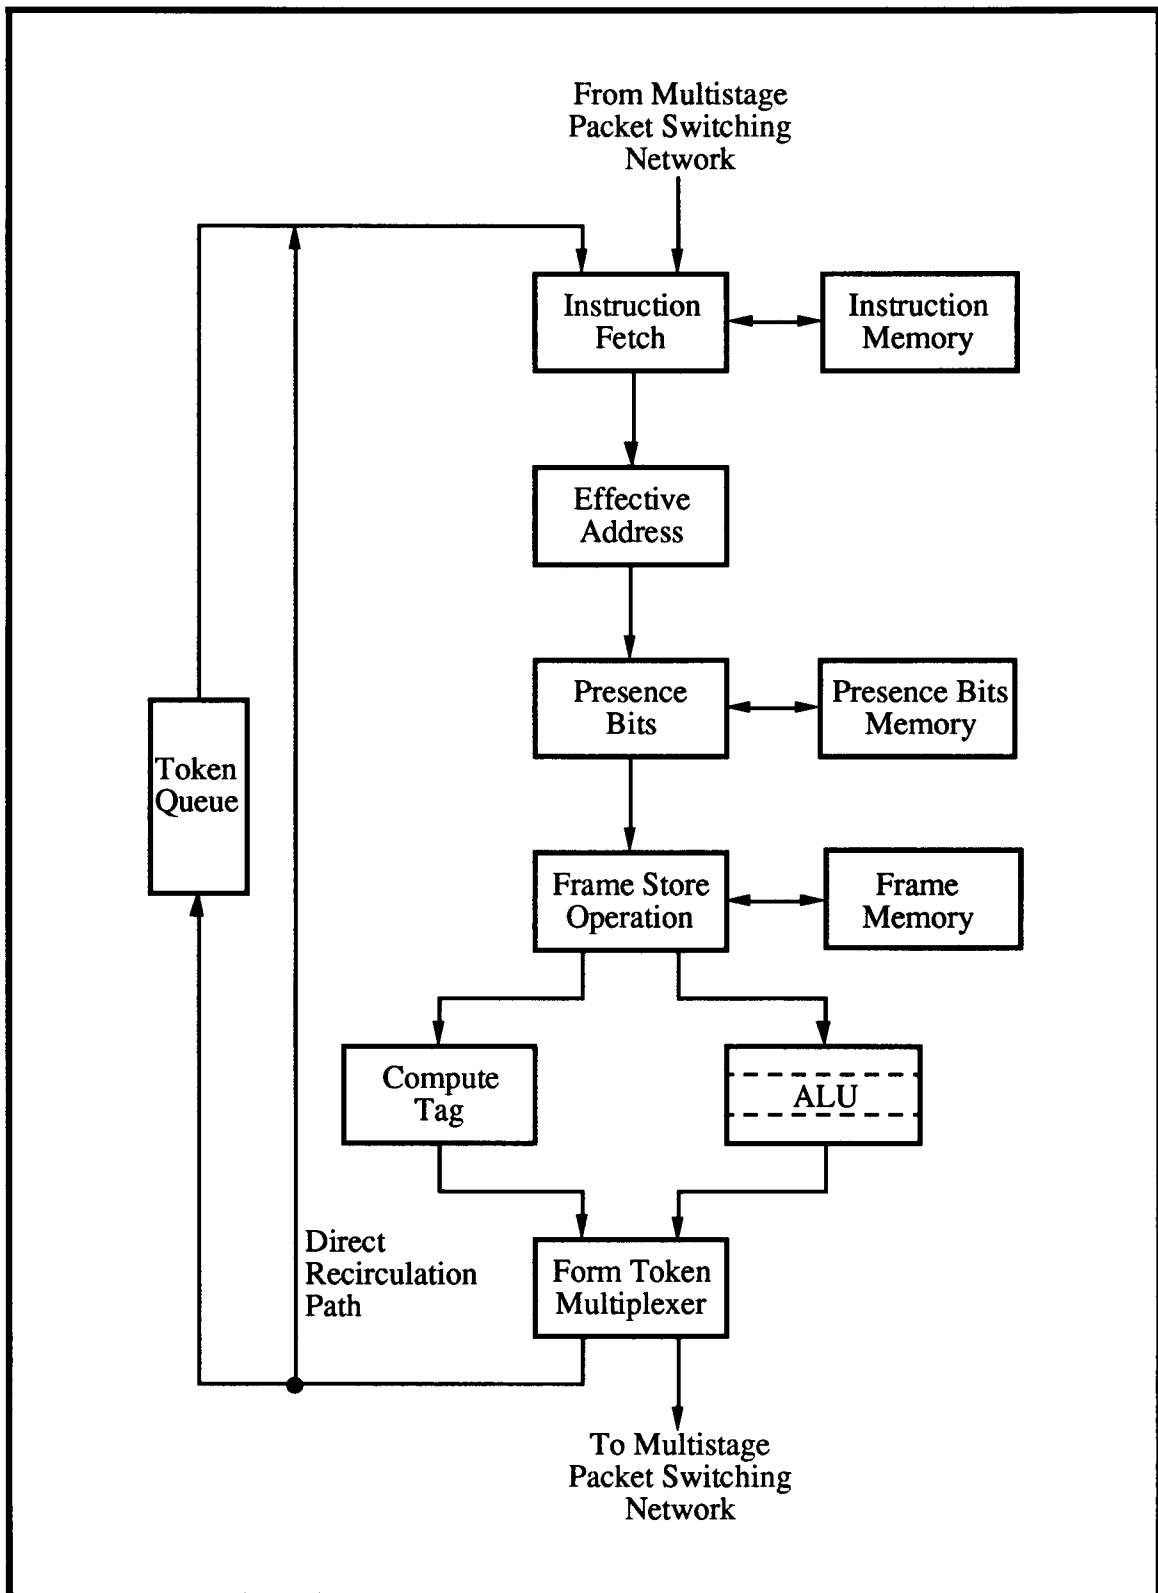 From Multistage
Packet Switching
Network
Instruction
Fetch
Instruction
Memory
Effective
Address
Presence
Bits
Presence Bits
Memory
Token
Queue
Frame Store
Operation
Frame
Memory
Compute
Tag
ALU
Direct
Recirculation
Path
Form Token
Multiplexer
To Multistage
Packet Switching
Network